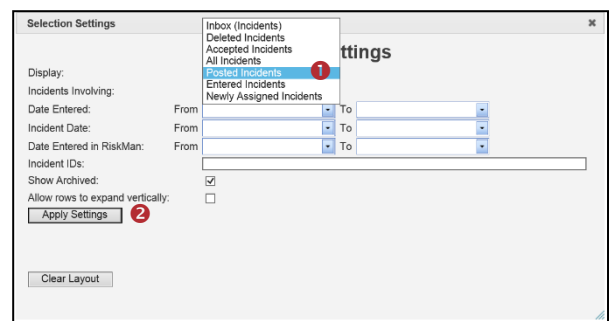 Selection Settings
Inbox (Incidents)
Deleted Incidents
Accepted Incidents
All Incidents
Posted Incidents 1
Entered Incidents
Newly Assigned Incidents
ttings
Display:
Incidents Involving:
Date Entered: From To
Incident Date: From To
Date Entered in RiskMan: From To
Incident IDs:
Show Archived:
Allow rows to expand vertically:
Apply Settings 2
Clear Layout